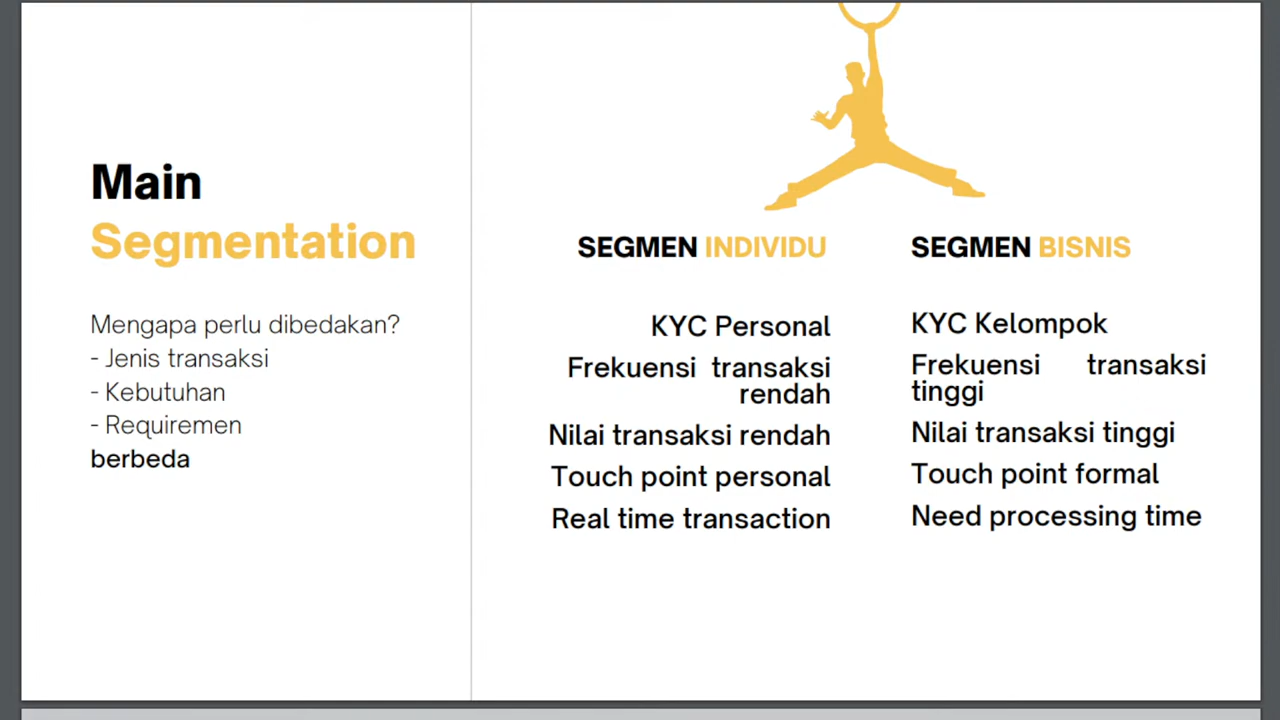 Main
Segmentation
Mengapa perlu dibedakan?
- Jenis transaksi
- Kebutuhan
- Requiremen
berbeda
SEGMEN INDIVIDU
KYC Personal
Frekuensi transaksi
rendah
Nilai transaksi rendah
Touch point personal
Real time transaction
SEGMEN BISNIS
KYC Kelompok
Frekuensi transaksi
tinggi
Nilai transaksi tinggi
Touch point formal
Need processing time